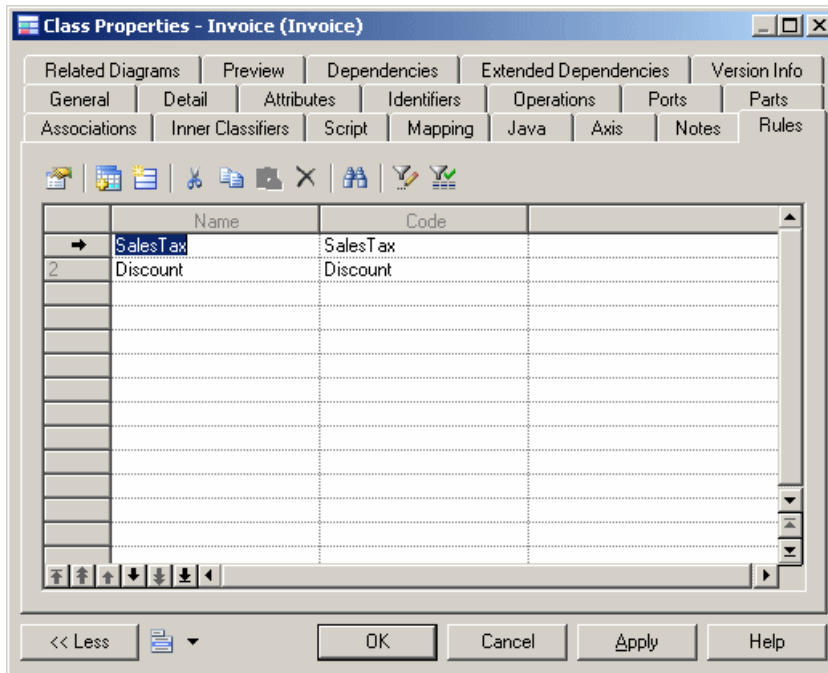 Class Properties - Invoice (Invoice)
Related Diagrams Preview Dependencies Extended Dependencies Version Info
General Detail Attributes Identifiers Operations Ports Parts
Associations Inner Classifiers Script Mapping Java Axis Notes Rules
Name Code
SalesTax SalesTax
2 Discount Discount
<< Less OK Cancel Apply Help